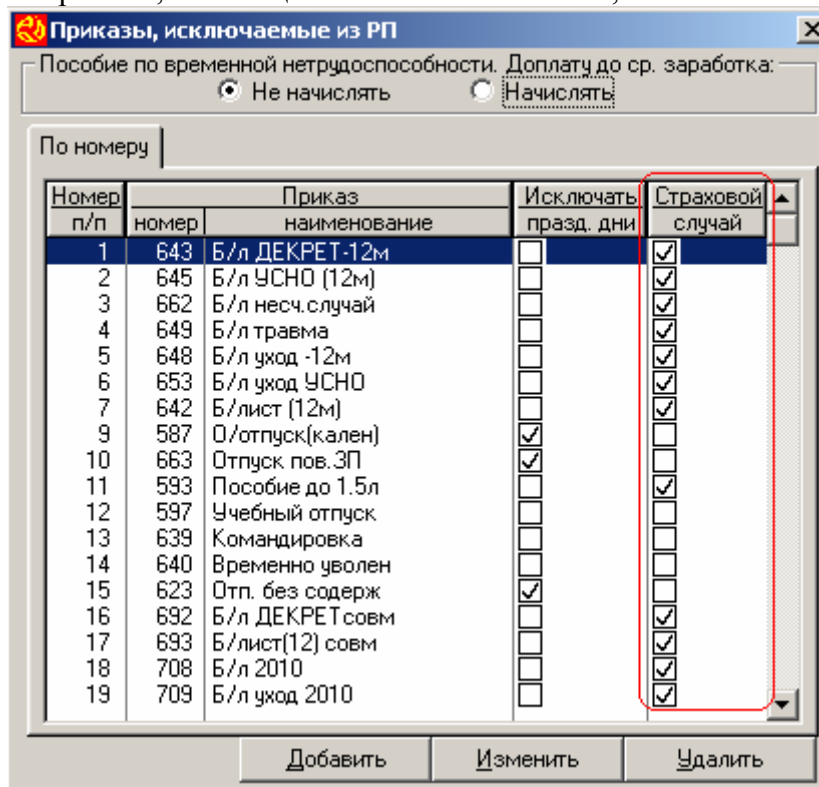 Приказы, исключаемые из РП
Пособие по временной нетрудоспособности. Доплату до ср. заработка:
Не начислять Начислять
По номеру
Номер Приказ Исключать Страховой
п/п номер наименование празд. дни случай
1 643 Б/л ДЕКРЕТ-12м
2 645 Б/л УСНО (12м)
3 662 Б/л несч.случай
4 649 Б/л травма
5 648 Б/л уход -12м
6 653 Б/л уход УСНО
7 642 Б/лист (12м)
9 587 О/отпуск(кален)
10 663 Отпуск пов.ЗП
11 593 Пособие до 1.5л
12 597 Учебный отпуск
13 639 Командировка
14 640 Временно уволен
15 623 Отп. без содерж
16 692 Б/л ДЕКРЕТсовм
17 693 Б/лист(12) совм
18 708 Б/л 2010
19 709 Б/л уход 2010
Добавить Изменить Удалить